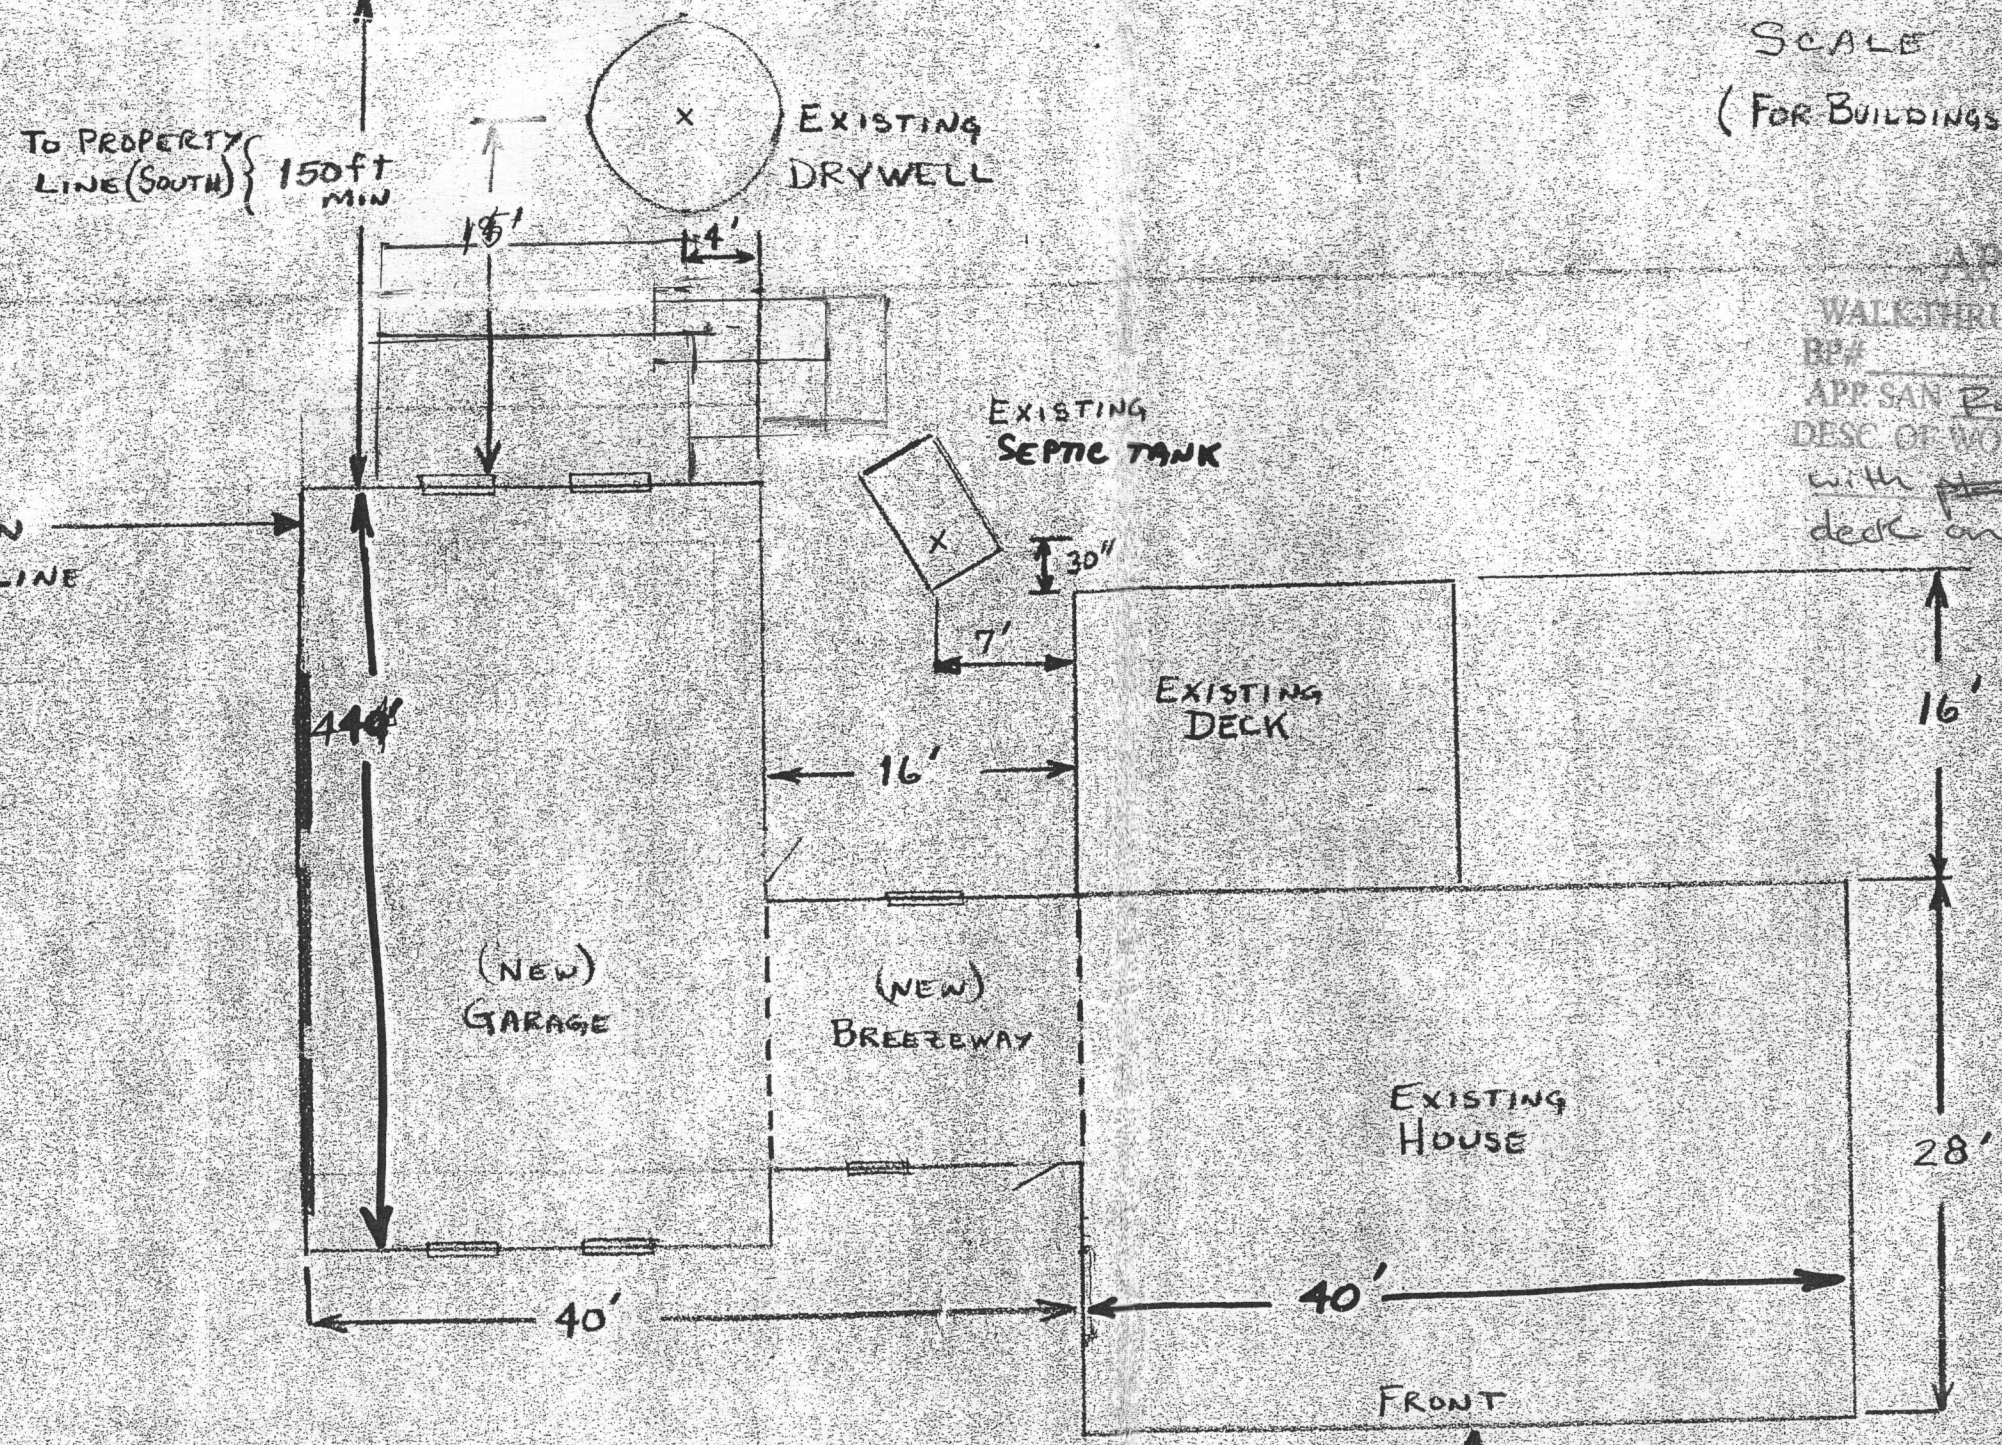 SCALE
(FOR BUILDINGS
TO PROPERTY
LINE (SOUTH)
150ft
MIN
EXISTING
DRYWELL
4'
WALK-THRU
BP#
APP. SAN
DESC. OF WO
with
deck on
EXISTING
SEPTIC TANK
30"
LINE
7'
EXISTING
DECK
16'
16'
(NEW)
GARAGE
(NEW)
BREEZEWAY
EXISTING
HOUSE
28'
40'
40'
FRONT